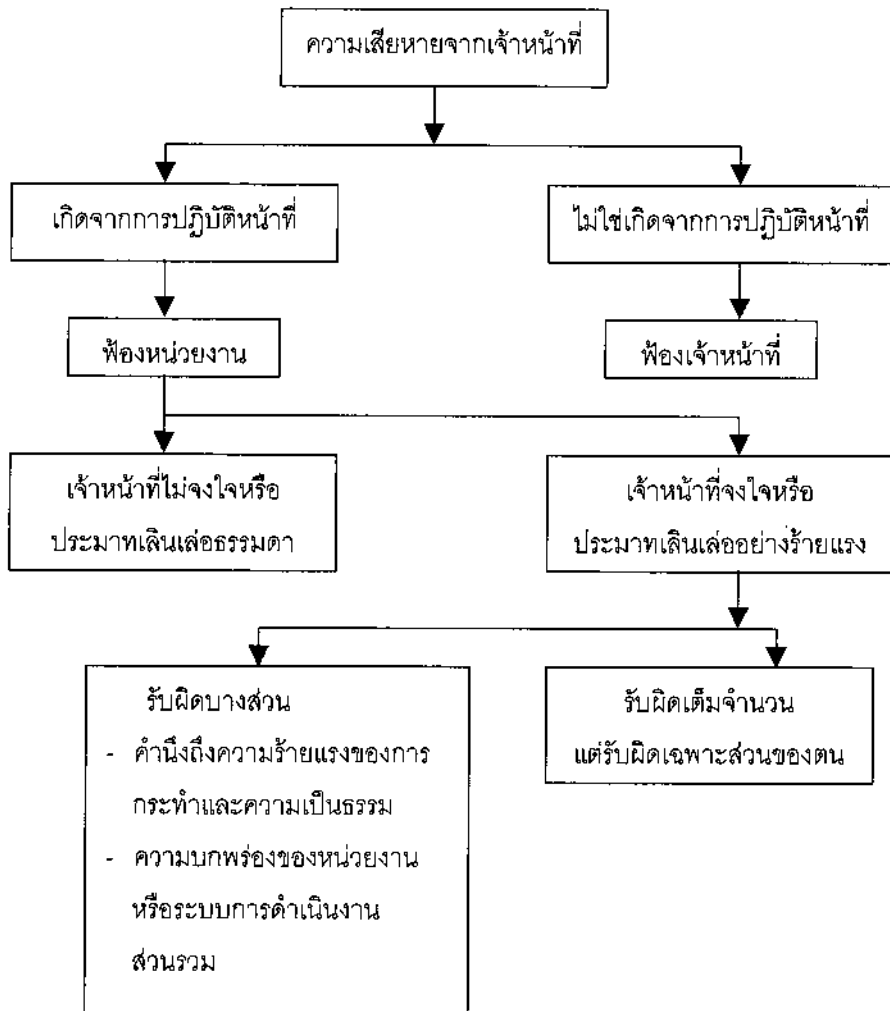 ความเสียหายจากเจ้าหน้าที่
เกิดจากการปฏิบัติหน้าที่
ไม่ใช่เกิดจากการปฏิบัติหน้าที่
ฟ้องหน่วยงาน
ฟ้องเจ้าหน้าที่
เจ้าหน้าที่ไม่จงใจหรือ
ประมาทเลินเล่อธรรมดา
เจ้าหน้าที่จงใจหรือ
ประมาทเลินเล่ออย่างร้ายแรง
รับผิดบางส่วน
- คำนึงถึงความร้ายแรงของการ
กระทำและความเป็นธรรม
- ความบกพร่องของหน่วยงาน
หรือระบบการดำเนินงาน
ส่วนรวม
รับผิดเต็มจำนวน
แต่รับผิดเฉพาะส่วนของตน